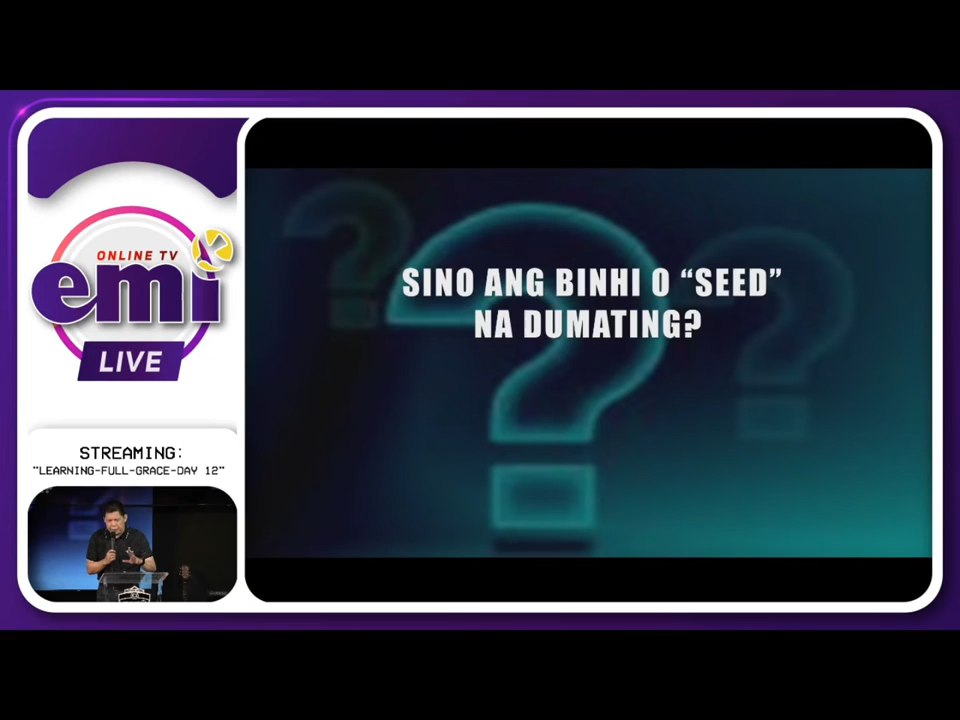 ONLINE TV
emi
LIVE
STREAMING:
"LEARNING-FULL-GRACE-DAY 12"
SINO ANG BINHI O “SEED”
NA DUMATING?